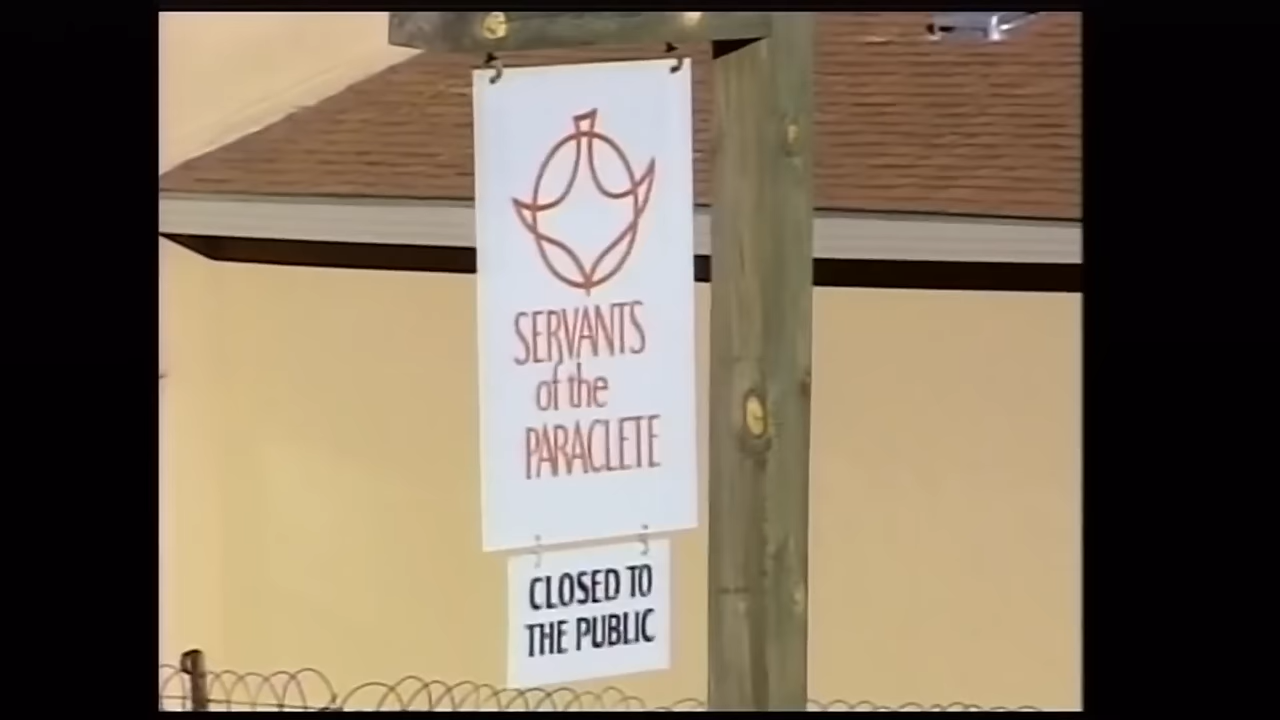 SERVANTS
of the
PARACLETE
CLOSED TO
THE PUBLIC